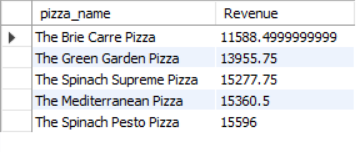 pizza_name Revenue
The Brie Carre Pizza 11588.4999999999
The Green Garden Pizza 13955.75
The Spinach Supreme Pizza 15277.75
The Mediterranean Pizza 15360.5
The Spinach Pesto Pizza 15596